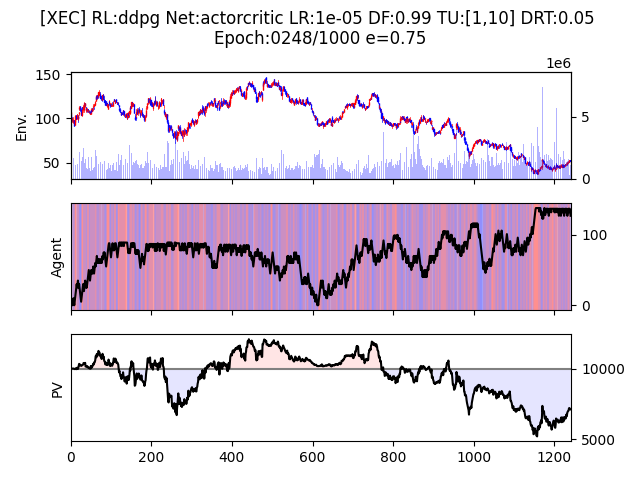 [XEC] RL:ddpg Net:actorcritic LR:1e-05 DF:0.99 TU:[1,10] DRT:0.05
Epoch:0248/1000 e=0.75
1e6
150
100
50
Env.
5
0
Agent
100
0
PV
10000
5000
0 200 400 600 800 1000 1200